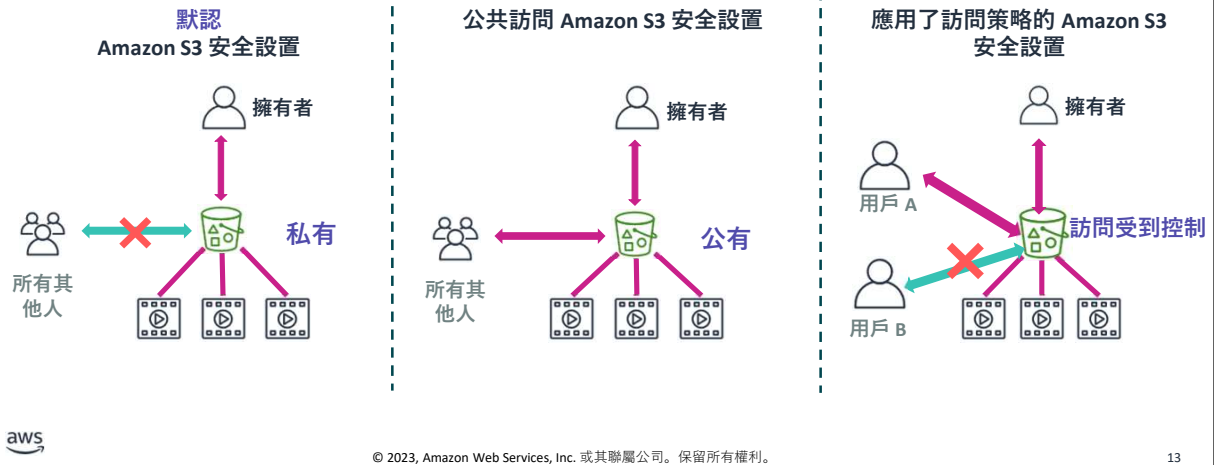 默認
Amazon S3 安全設置
擁有者
私有
所有其
他人
公共訪問 Amazon S3 安全設置
擁有者
公有
所有其
他人
應用了訪問策略的 Amazon S3
安全設置
擁有者
用戶 A
訪問受到控制
用戶 B
aws
© 2023, Amazon Web Services, Inc. 或其聯屬公司。保留所有權利。
13